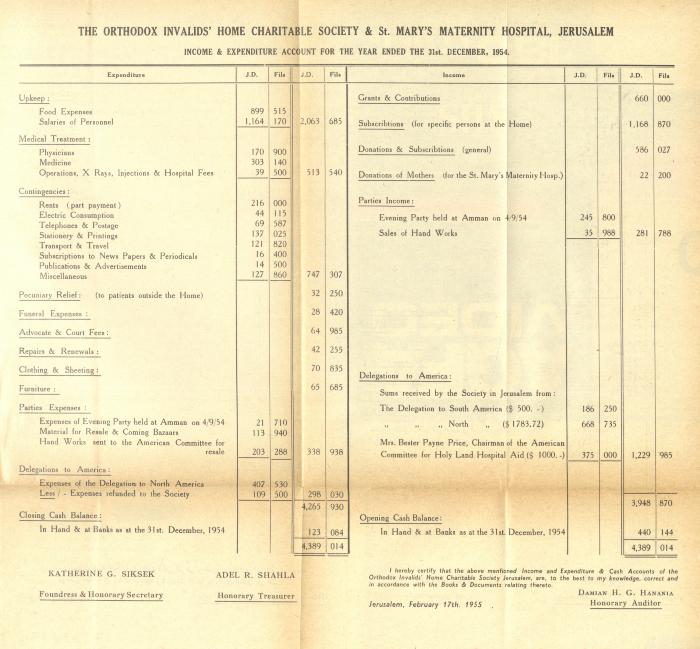 THE ORTHODOX INVALIDS' HOME CHARITABLE SOCIETY & St. MARY'S MATERNITY HOSPITAL, JERUSALEM
INCOME & EXPENDITURE ACCOUNT FOR THE YEAR ENDED THE 31st. DECEMBER, 1954.
Expenditure J.D. Fils J.D. Fils
Upkeep:
Food Expenses 899 515
Salaries of Personnel 1,164 170 2,063 685
Medical Treatment:
Physicians 170 900
Medicine 303 140
Operations, X Rays, Injections & Hospital Fees 39 500 513 540
Contingencies:
Rents (part payment) 216 000
Electric Consumption 44 115
Telephones & Postage 69 587
Stationery & Printings 137 025
Transport & Travel 121 820
Subscriptions to News Papers & Periodicals 16 400
Publications & Advertisements 14 500
Miscellaneous 127 860 747 307
Pecuniary Relief: (to patients outside the Home) 32 250
Funeral Expenses: 28 420
Advocate & Court Fees: 64 985
Repairs & Renewals: 42 255
Clothing & Sheeting: 70 835
Furniture: 65 685
Parties Expenses:
Expenses of Evening Party held at Amman on 4/9/54 21 710
Material for Resale & Coming Bazaars 113 940
Hand Works sent to the American Committee for
resale 203 288 338 938
Delegations to America:
Expenses of the Delegation to North America 407 530
Less/- Expenses refunded to the Society 109 500 298 030
4,265 930
Closing Cash Balance:
In Hand & at Banks as at the 31st. December, 1954 123 084
4,389 014
Income J.D. Fils J.D. Fils
Grants & Contributions 660 000
Subscribtions (for specific persons at the Home) 1,168 870
Donations & Subscribtions (general) 586 027
Donations of Mothers (for the St. Mary's Maternity Hosp.) 22 200
Parties Income:
Evening Party held at Amman on 4/9/54 245 800
Sales of Hand Works 35 988 281 788
Delegations to America:
Sums received by the Society in Jerusalem from:
The Delegation to South America ($ 500. -) 186 250
„ „ „ North „ ($ 1783.72) 668 735
Mrs. Bester Payne Price, Chairman of the American
Committee for Holy Land Hospital Aid ($ 1000. -) 375 000 1,229 985
3,948 870
Opening Cash Balance:
In Hand & at Banks as at the 31st. December, 1954 440 144
4,389 014
KATHERINE G. SIKSEK
Foundress & Honorary Secretary
ADEL R. SHAHLA
Honorary Treasurer
I hereby certify that the above mentioned Income and Expenditure & Cash Accounts of the
Orthodox Invalids' Home Charitable Society Jerusalem, are, to the best to my knowledge, correct and
in accordance with the Books & Documents relating thereto.
DAMIAN H. G. HANANIA
Jerusalem, February 17th. 1955 .
Honorary Auditor